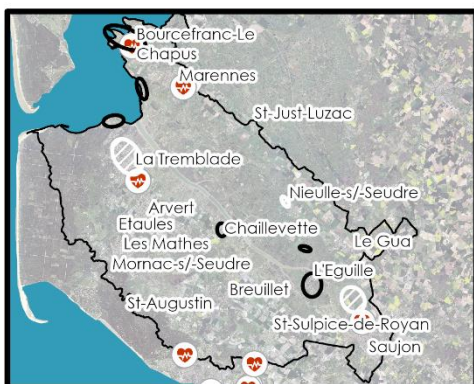 Bourcefranc-Le
Chapus
Marennes
St-Just-Luzac
La Tremblade
Nieulle-s/-Seudre
Arvert
Etaules
Chaillevette
Les Mathes
Le Gua
Mornac-s/-Seudre
L'Eguille
Breuillet
St-Augustin
St-Sulpice-de-Royan
Saujon